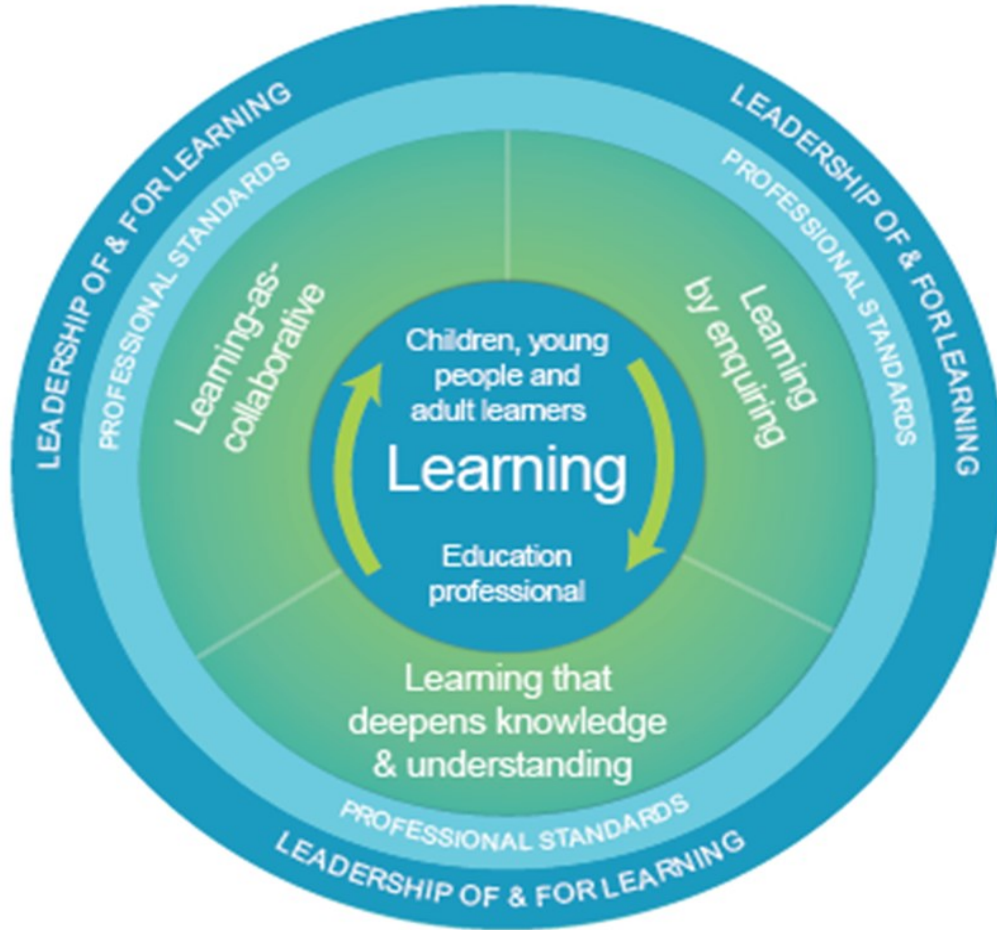 LEADERSHIP OF & FOR LEARNING
LEADERSHIP OF & FOR LEARNING
PROFESSIONAL STANDARDS
PROFESSIONAL STANDARDS
Learning-as-
collaborative
Learning
by enquiring
Children, young
people and
adult learners
Learning
Education
professional
Learning that
deepens knowledge
& understanding
PROFESSIONAL STANDARDS
LEADERSHIP OF & FOR LEARNING